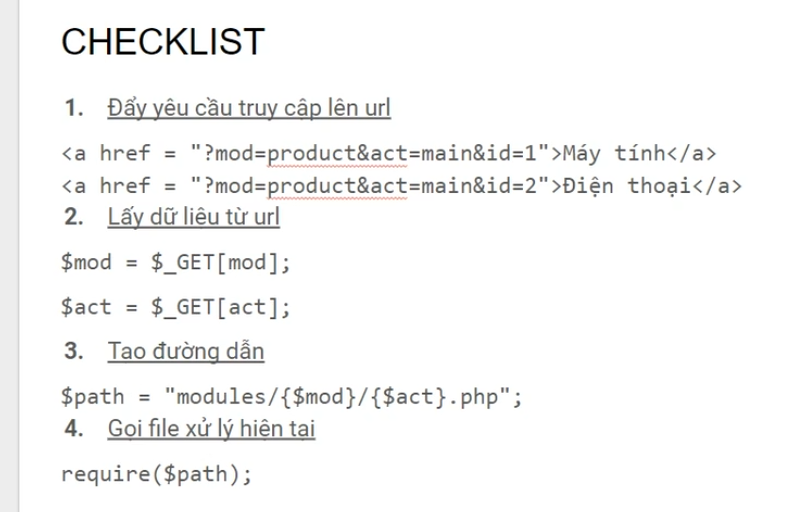 CHECKLIST
1. Đẩy yêu cầu truy cập lên url
<a href = "?mod=product&act=main&id=1">Máy tính</a>
<a href = "?mod=product&act=main&id=2">Điện thoại</a>
2. Lấy dữ liêu từ url
$mod = $_GET[mod];
$act = $_GET[act];
3. Tao đường dẫn
$path = "modules/{$mod}/{$act}.php";
4. Gọi file xử lý hiện tại
require($path);